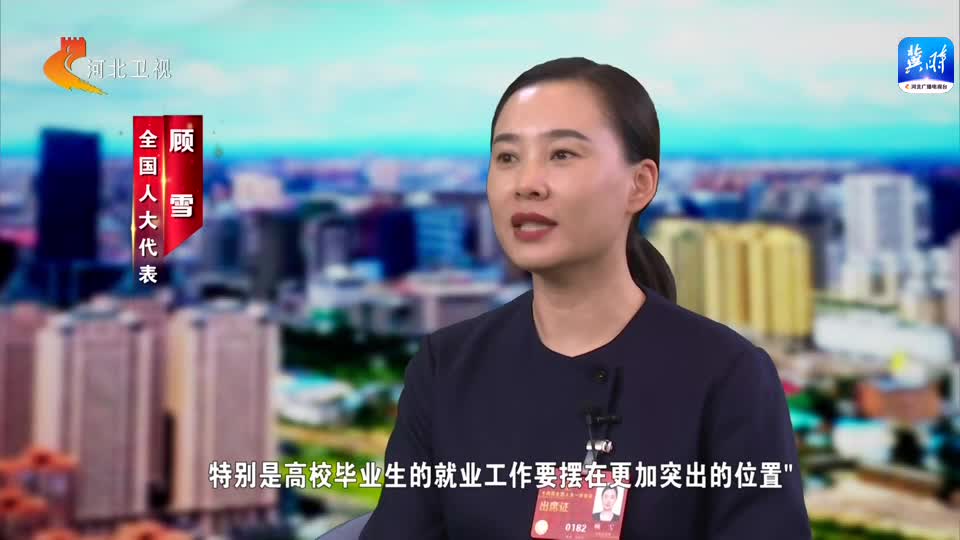 河北卫视
冀时
河北广播电视台
顾雪
全国人大代表
特别是高校毕业生的就业工作要摆在更加突出的位置"
出席证
0182